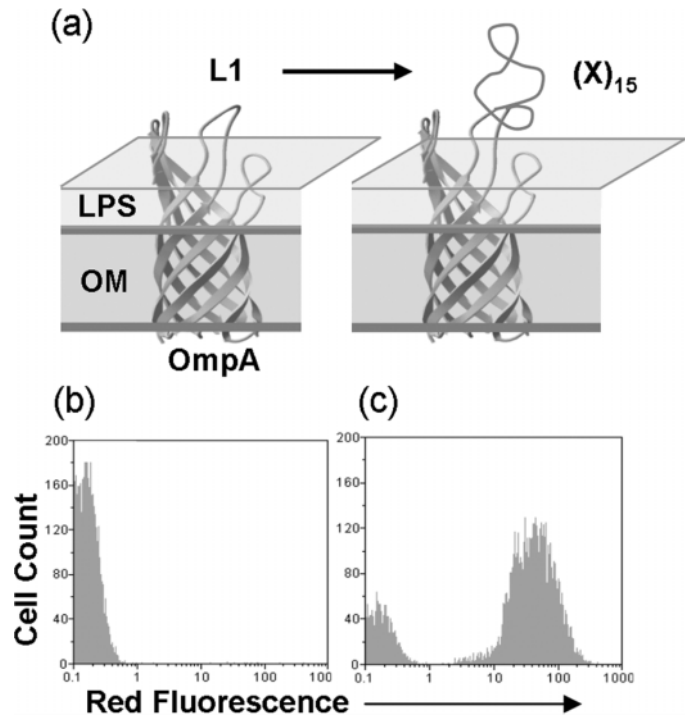 (a)
L1 (X)15
LPS
OM
OmpA
(b) (c)
200 200
160 160
120 120
80 80
40 40
0 0
0.1 1 10 100 1000 0.1 1 10 100 1000
Cell Count
Red Fluorescence